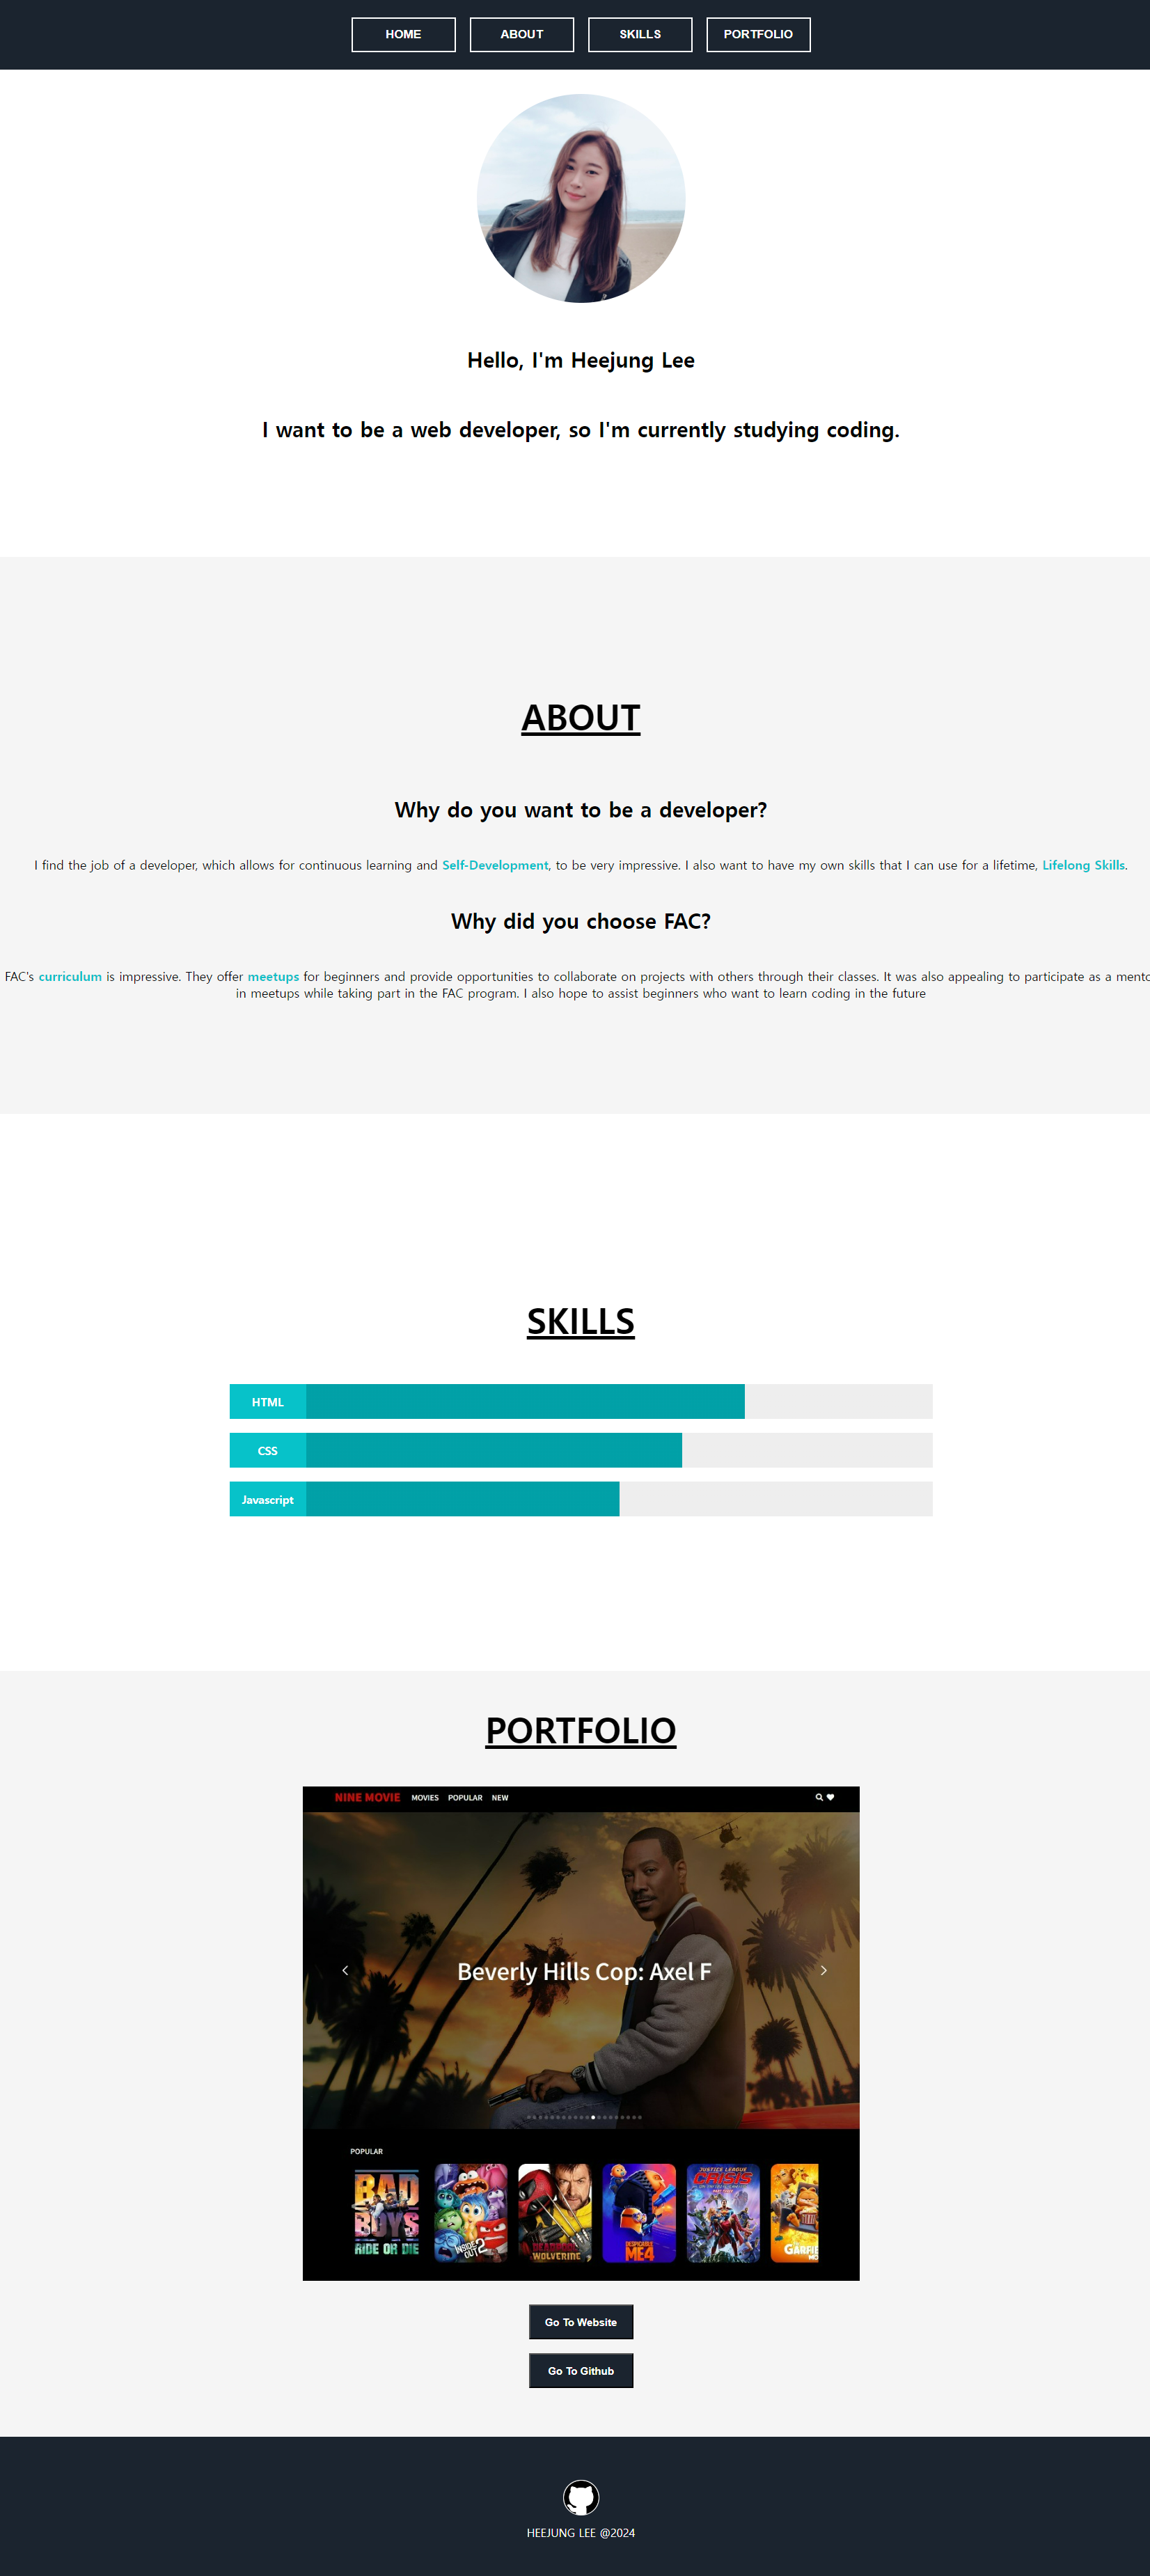 HOME ABOUT SKILLS PORTFOLIO
Hello, I'm Heejung Lee
I want to be a web developer, so I'm currently studying coding.
ABOUT
Why do you want to be a developer?
I find the job of a developer, which allows for continuous learning and Self-Development, to be very impressive. I also want to have my own skills that I can use for a lifetime, Lifelong Skills.
Why did you choose FAC?
FAC's curriculum is impressive. They offer meetups for beginners and provide opportunities to collaborate on projects with others through their classes. It was also appealing to participate as a mento
in meetups while taking part in the FAC program. I also hope to assist beginners who want to learn coding in the future
SKILLS
HTML
CSS
Javascript
PORTFOLIO
NINE MOVIE MOVIES POPULAR NEW
Beverly Hills Cop: Axel F
POPULAR
BAD BOYS RIDE OR DIE
INSIDE OUT 2
DEADPOOL WOLVERINE
DESPICABLE ME4
JUSTICE LEAGUE CRISIS
GARFIE
Go To Website
Go To Github
HEEJUNG LEE @2024